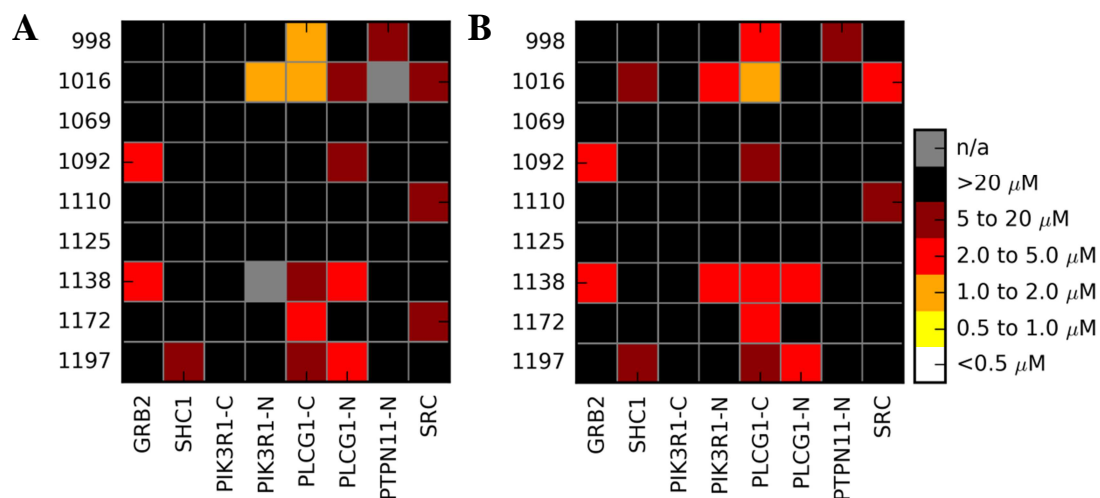 A
B
998
1016
1069
1092
1110
1125
1138
1172
1197
GRB2
SHC1
PIK3R1-C
PIK3R1-N
PLCG1-C
PLCG1-N
PTPN11-N
SRC
998
1016
1069
1092
1110
1125
1138
1172
1197
GRB2
SHC1
PIK3R1-C
PIK3R1-N
PLCG1-C
PLCG1-N
PTPN11-N
SRC
n/a
>20 μM
5 to 20 μM
2.0 to 5.0 μM
1.0 to 2.0 μM
0.5 to 1.0 μM
<0.5 μM